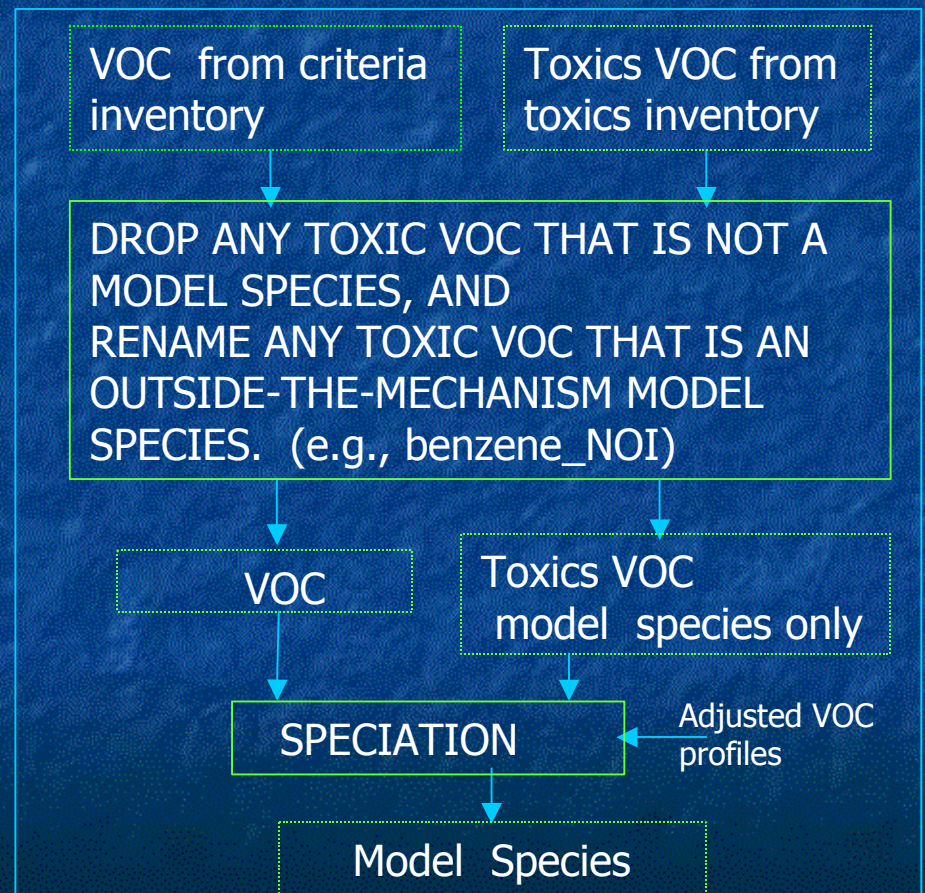 VOC from criteria
inventory
Toxics VOC from
toxics inventory
DROP ANY TOXIC VOC THAT IS NOT A
MODEL SPECIES, AND
RENAME ANY TOXIC VOC THAT IS AN
OUTSIDE-THE-MECHANISM MODEL
SPECIES. (e.g., benzene_NOI)
VOC
Toxics VOC
model species only
SPECIATION
Adjusted VOC
profiles
Model Species